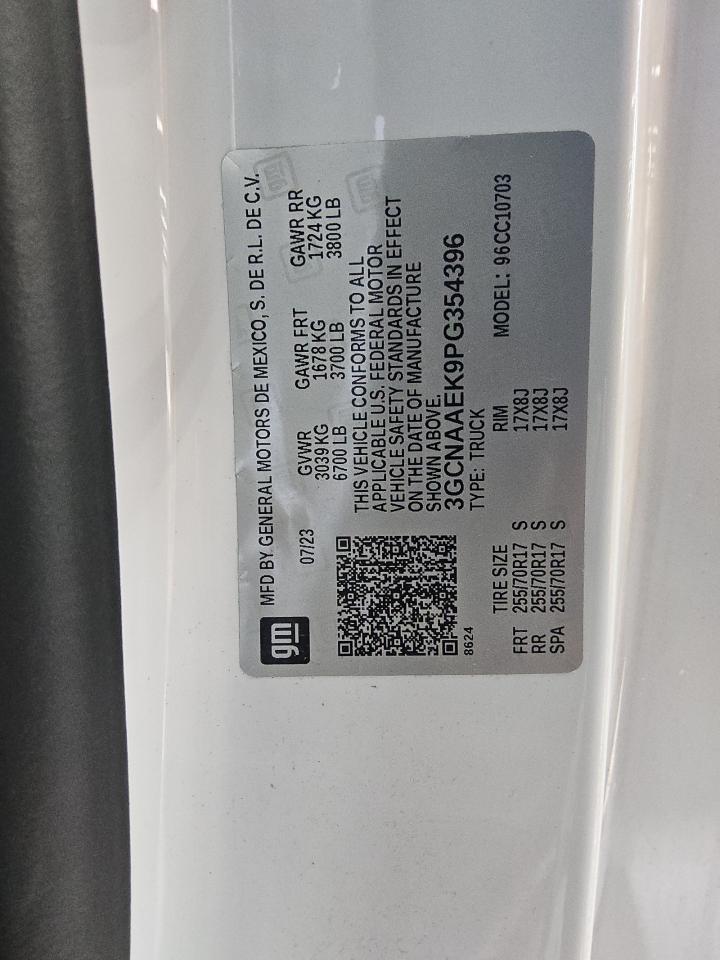 gm
MFD BY GENERAL MOTORS DE MEXICO, S. DE R.L. DE C.V.
07/23
GVWR GAWR FRT GAWR RR
3039 KG 1678 KG 1724 KG
6700 LB 3700 LB 3800 LB
THIS VEHICLE CONFORMS TO ALL
APPLICABLE U.S. FEDERAL MOTOR
VEHICLE SAFETY STANDARDS IN EFFECT
ON THE DATE OF MANUFACTURE
SHOWN ABOVE.
3GCNAAEK9PG354396
8624
TYPE: TRUCK
TIRE SIZE RIM MODEL: 96CC10703
FRT 255/70R17 S 17X8J
RR 255/70R17 S 17X8J
SPA 255/70R17 S 17X8J